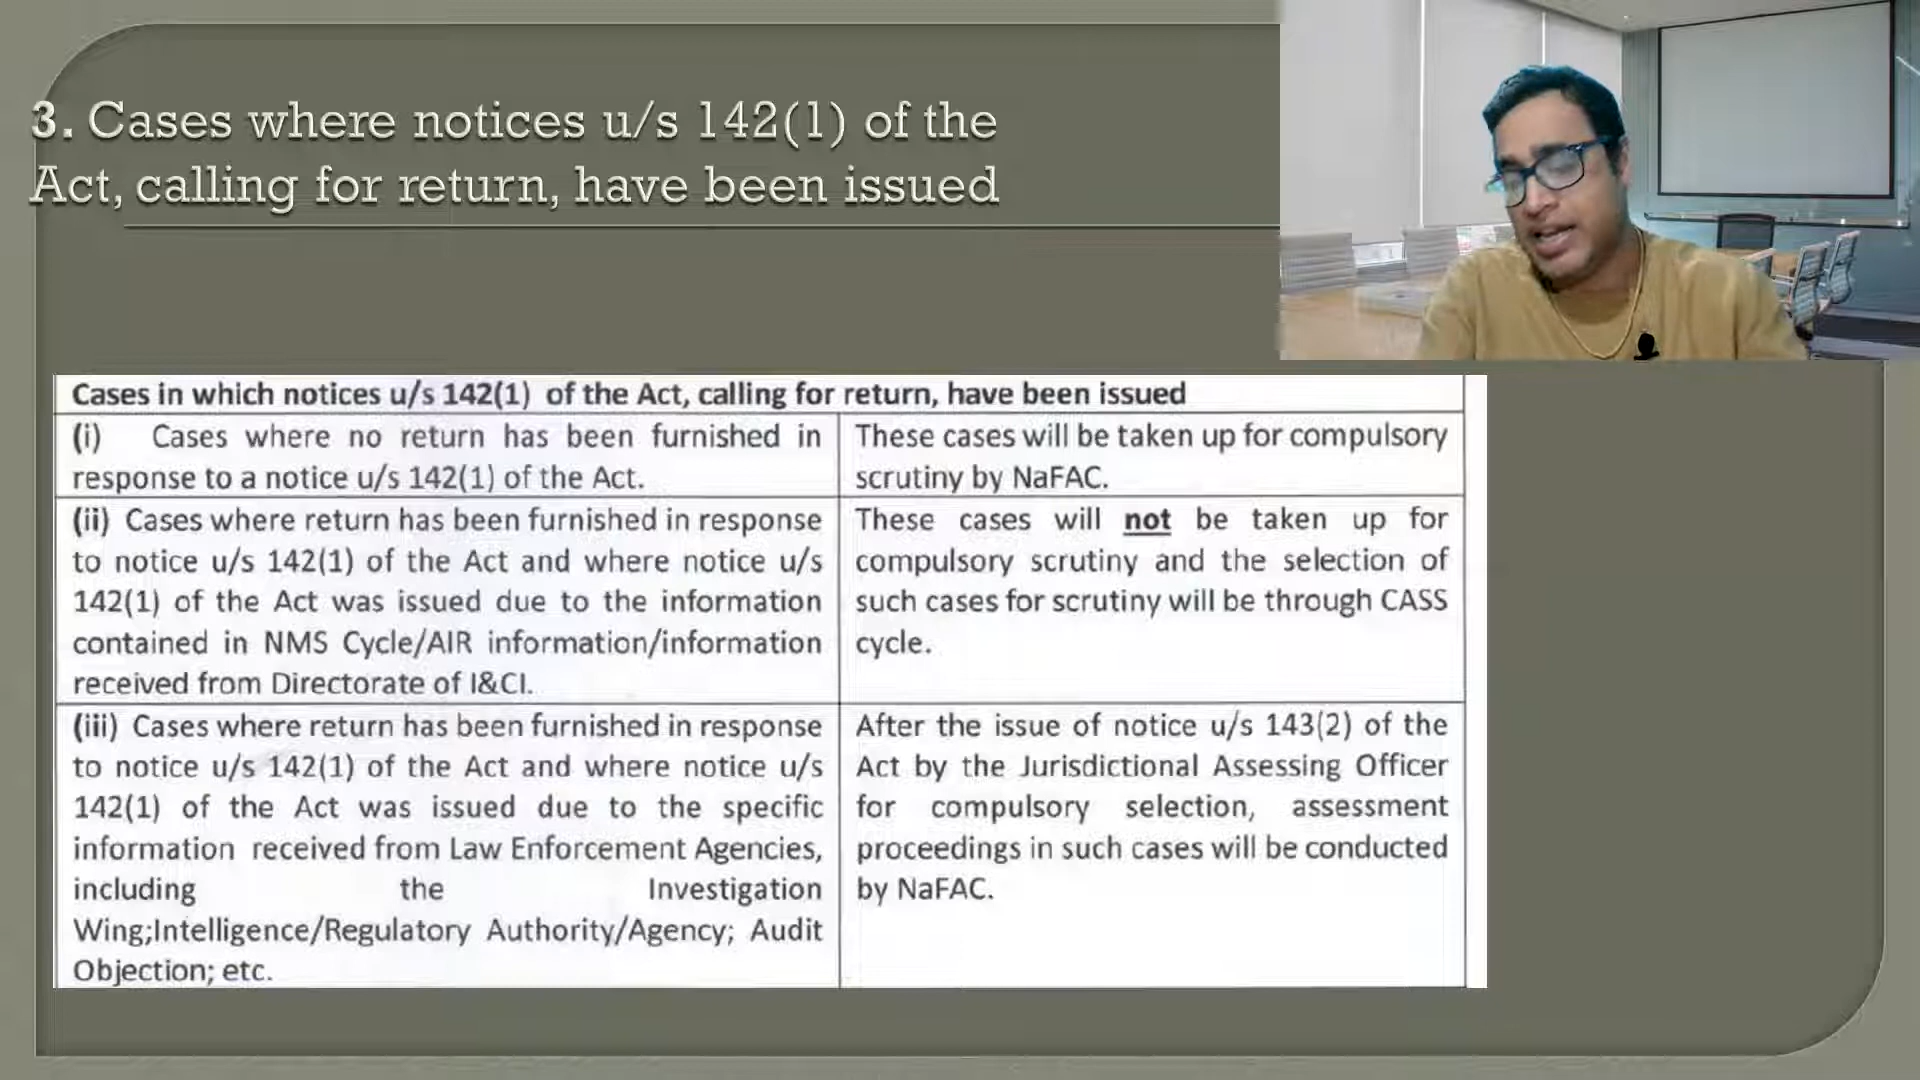 3. Cases where notices u/s 142(1) of the
Act, calling for return, have been issued
Cases in which notices u/s 142(1) of the Act, calling for return, have been issued
(i) Cases where no return has been furnished in
response to a notice u/s 142(1) of the Act.
These cases will be taken up for compulsory
scrutiny by NaFAC.
(ii) Cases where return has been furnished in response
to notice u/s 142(1) of the Act and where notice u/s
142(1) of the Act was issued due to the information
contained in NMS Cycle/AIR information/information
received from Directorate of I&CI.
These cases will not be taken up for
compulsory scrutiny and the selection of
such cases for scrutiny will be through CASS
cycle.
(iii) Cases where return has been furnished in response
to notice u/s 142(1) of the Act and where notice u/s
142(1) of the Act was issued due to the specific
information received from Law Enforcement Agencies,
including the Investigation
Wing;Intelligence/Regulatory Authority/Agency; Audit
Objection; etc.
After the issue of notice u/s 143(2) of the
Act by the Jurisdictional Assessing Officer
for compulsory selection, assessment
proceedings in such cases will be conducted
by NaFAC.